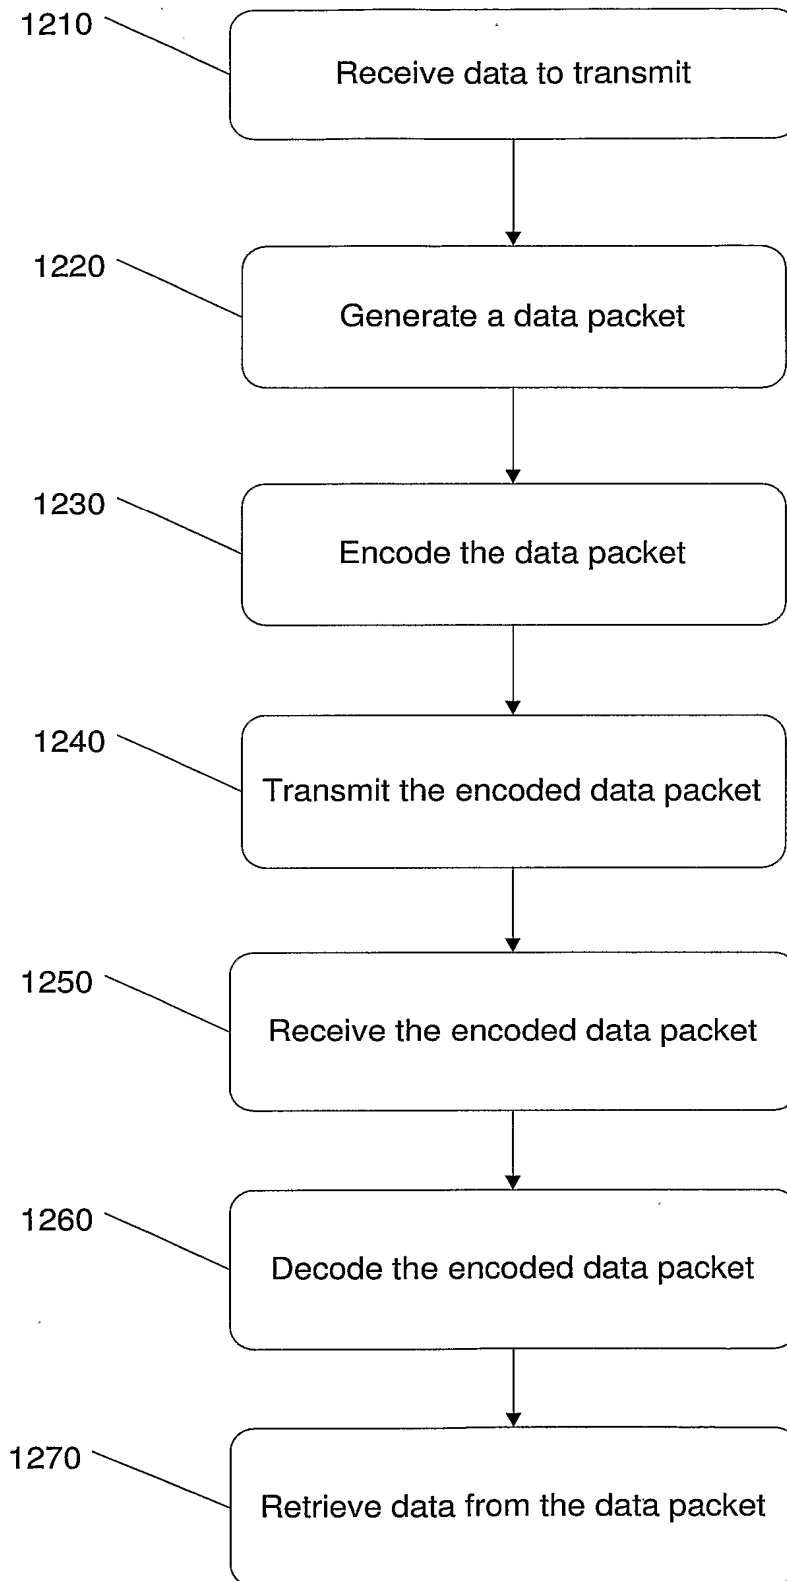 1210
Receive data to transmit
1220
Generate a data packet
1230
Encode the data packet
1240
Transmit the encoded data packet
1250
Receive the encoded data packet
1260
Decode the encoded data packet
1270
Retrieve data from the data packet